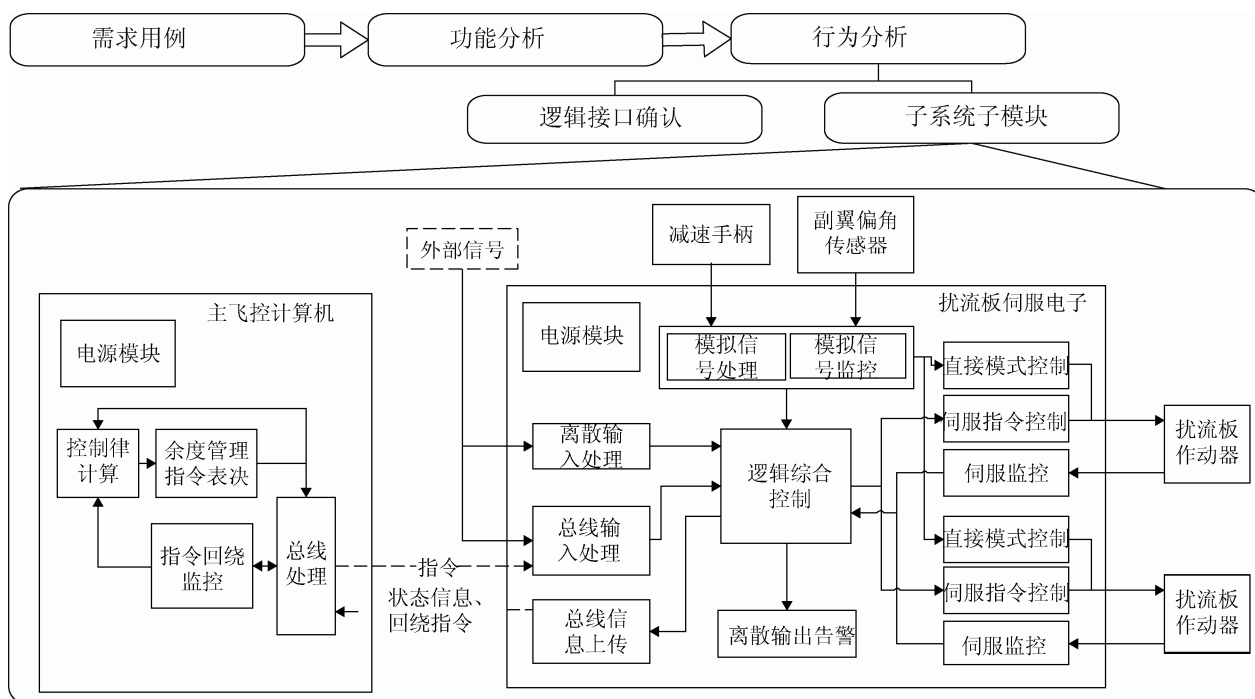 需求用例
功能分析
行为分析
逻辑接口确认
子系统子模块
外部信号
减速手柄
副翼偏角
传感器
主飞控计算机
电源模块
控制律
计算
余度管理
指令表决
指令回绕
监控
总线
处理
指令
状态信息、
回绕指令
扰流板伺服电子
电源模块
模拟信
号处理
模拟信
号监控
离散输
入处理
总线输
入处理
总线信
息上传
逻辑综合
控制
离散输出告警
直接模式控制
伺服指令控制
伺服监控
直接模式控制
伺服指令控制
伺服监控
扰流板
作动器
扰流板
作动器